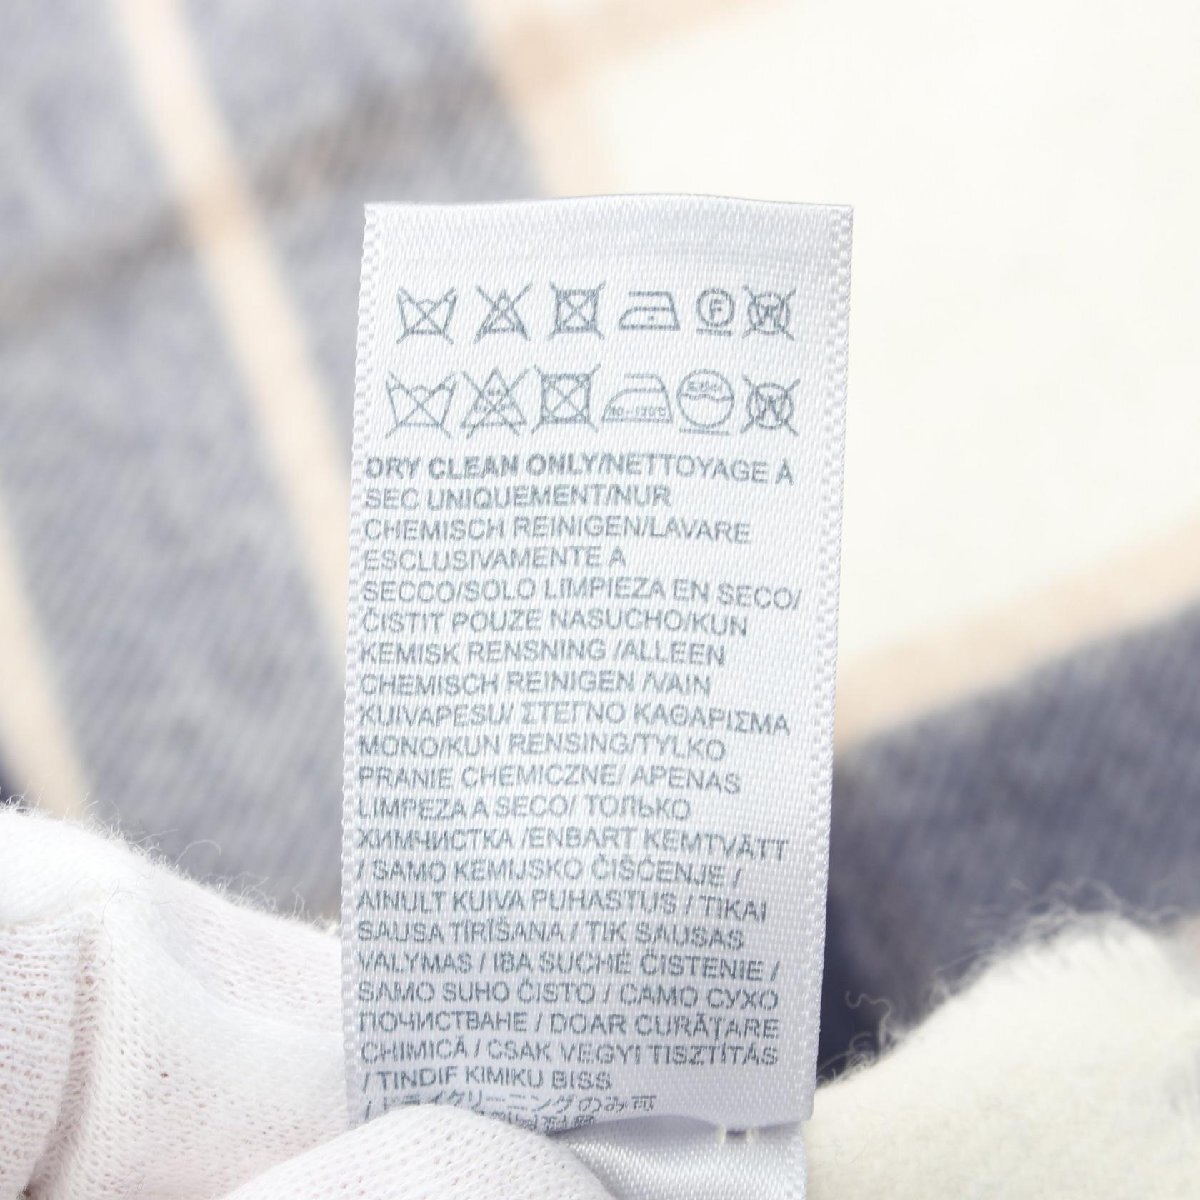 F W
W
DRY CLEAN ONLY/NETTOYAGE À
SEC UNIQUEMENT/NUR
CHEMISCH REINIGEN/LAVARE
ESCLUSIVAMENTE A
SECCO/SOLO LIMPIEZA EN SECO/
ČISTIT POUZE NASUCHO/KUN
KEMISK RENSNING /ALLEEN
CHEMISCH REINIGEN /VAIN
KUIVAPESU/ ΣΤΕΓΝΟ ΚΑΘΑΡΙΣΜΑ
ΜΟΝΟ/KUN RENSING/TYLKO
PRANIE CHEMICZNE/ APENAS
LIMPEZA A SECO/ ТОЛЬКО
ХИМЧИСТКА /ENBART KEMTVÄTT
/ SAMO KEMIJSKO ČIŠĆENJE /
AINULT KUIVA PUHASTUS / TIKAI
SAUSA TĪRĪŠANA / TIK SAUSAS
VALYMAS / IBA SUCHÉ ČISTENIE /
SAMO SUHO ČISTO / САМО СУХО
ПОЧИСТВАНЕ / DOAR CURĂȚARE
CHIMICĂ / CSAK VEGYI TISZTÍTÁS
/ TINDIF KIMIKU BISS
/ ドライクリーニングのみ可